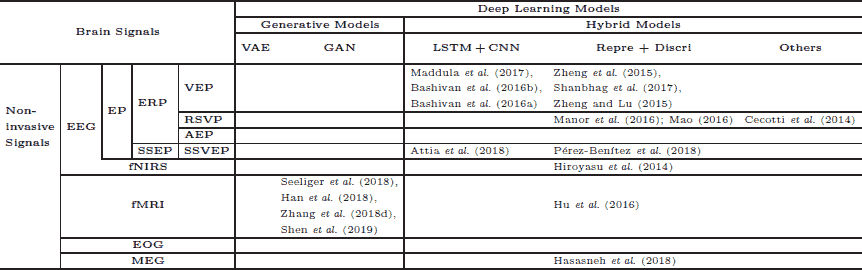 Deep Learning Models
Brain Signals
Generative Models Hybrid Models
VAE GAN LSTM + CNN Repre + Discri Others
Non-
invasive
Signals
EEG
EP
ERP
VEP
Maddula et al. (2017), Zheng et al. (2015),
Bashivan et al. (2016b), Shanbhag et al. (2017),
Bashivan et al. (2016a) Zheng and Lu (2015)
RSVP Manor et al. (2016); Mao (2016) Cecotti et al. (2014)
AEP
SSEP SSVEP Attia et al. (2018) Pérez-Benítez et al. (2018)
fNIRS Hiroyasu et al. (2014)
fMRI
Seeliger et al. (2018),
Han et al. (2018),
Zhang et al. (2018d),
Shen et al. (2019)
Hu et al. (2016)
EOG
MEG Hasasneh et al. (2018)